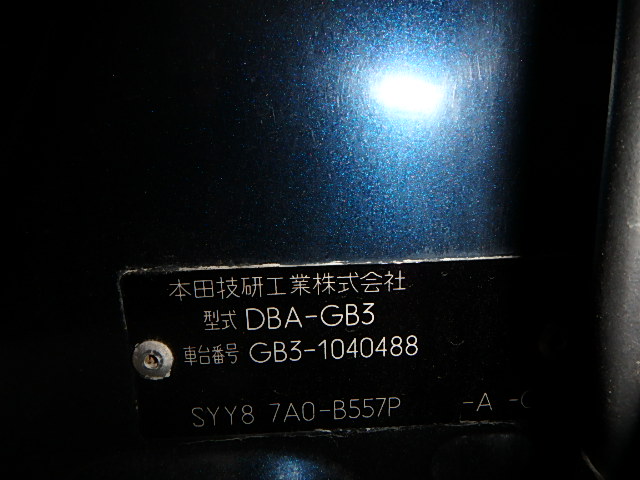 本田技研工業株式会社
型式 DBA-GB3
車台番号 GB3-1040488
SYY8 7A0-B557P -A -